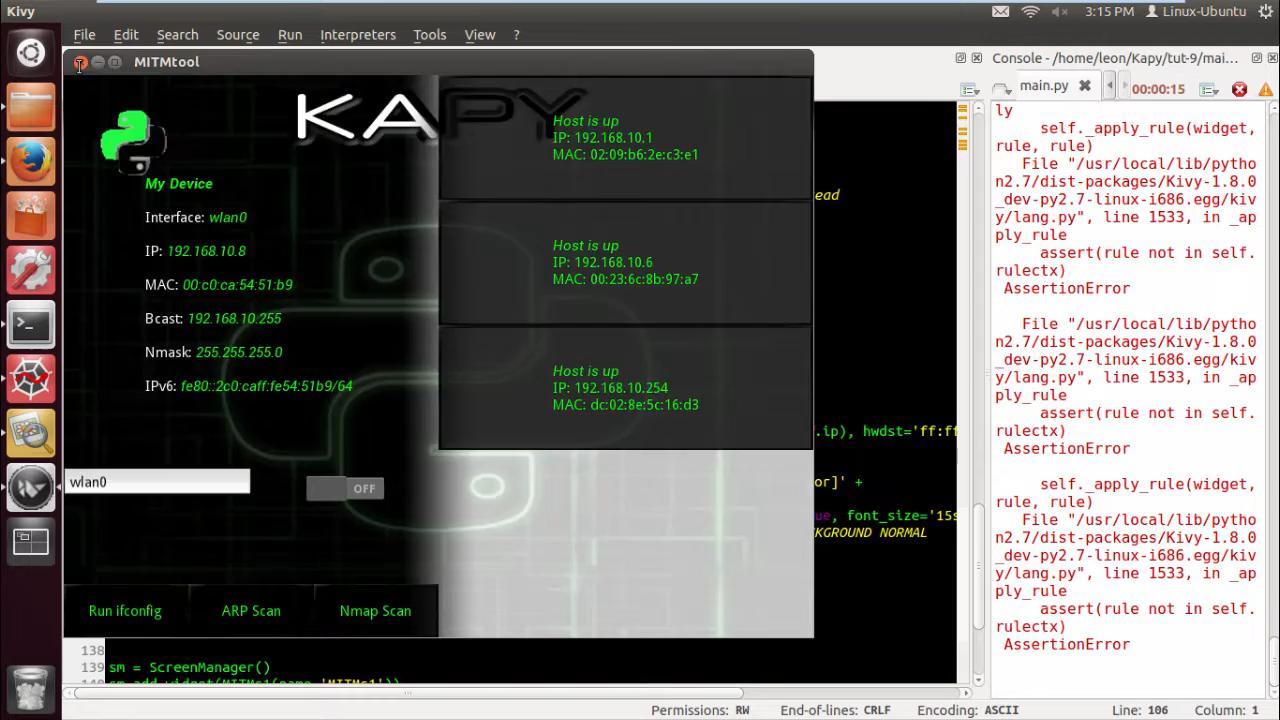 Kivy
3:15 PM
Linux-Ubuntu
File Edit Search Source Run Interpreters Tools View ?
MITMtool
Console - /home/leon/Kapy/tut-9/mai...
main.py
00:00:15
KAPY
My Device
Interface: wlan0
IP: 192.168.10.8
MAC: 00:c0:ca:54:51:b9
Bcast: 192.168.10.255
Nmask: 255.255.255.0
IPv6: fe80::2c0:caff:fe54:51b9/64
wlan0
OFF
Run ifconfig
ARP Scan
Nmap Scan
Host is up
IP: 192.168.10.1
MAC: 02:09:b6:2e:c3:e1
Host is up
IP: 192.168.10.6
MAC: 00:23:6c:8b:97:a7
Host is up
IP: 192.168.10.254
MAC: dc:02:8e:5c:16:d3
ead
.ip), hwdst='ff:ff
or]' +
ue, font_size='15s
KGROUND NORMAL
138
139 sm = ScreenManager()
sm.add_widget(MITMs1(name='MITMs1'))
ly
self._apply_rule(widget,
rule, rule)
File "/usr/local/lib/pytho
n2.7/dist-packages/Kivy-1.8.0
_dev-py2.7-linux-i686.egg/kiv
y/lang.py", line 1533, in _ap
ply_rule
assert(rule not in self.
rulectx)
AssertionError
File "/usr/local/lib/pytho
n2.7/dist-packages/Kivy-1.8.0
_dev-py2.7-linux-i686.egg/kiv
y/lang.py", line 1533, in _ap
ply_rule
assert(rule not in self.
rulectx)
AssertionError
self._apply_rule(widget,
rule, rule)
File "/usr/local/lib/pytho
n2.7/dist-packages/Kivy-1.8.0
_dev-py2.7-linux-i686.egg/kiv
y/lang.py", line 1533, in _ap
ply_rule
assert(rule not in self.
rulectx)
AssertionError
Permissions: RW
End-of-lines: CRLF
Encoding: ASCII
Line: 106
Column: 1